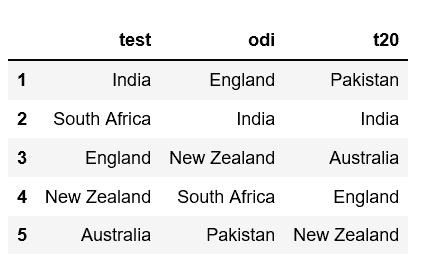 test odi t20
1 India England Pakistan
2 South Africa India India
3 England New Zealand Australia
4 New Zealand South Africa England
5 Australia Pakistan New Zealand